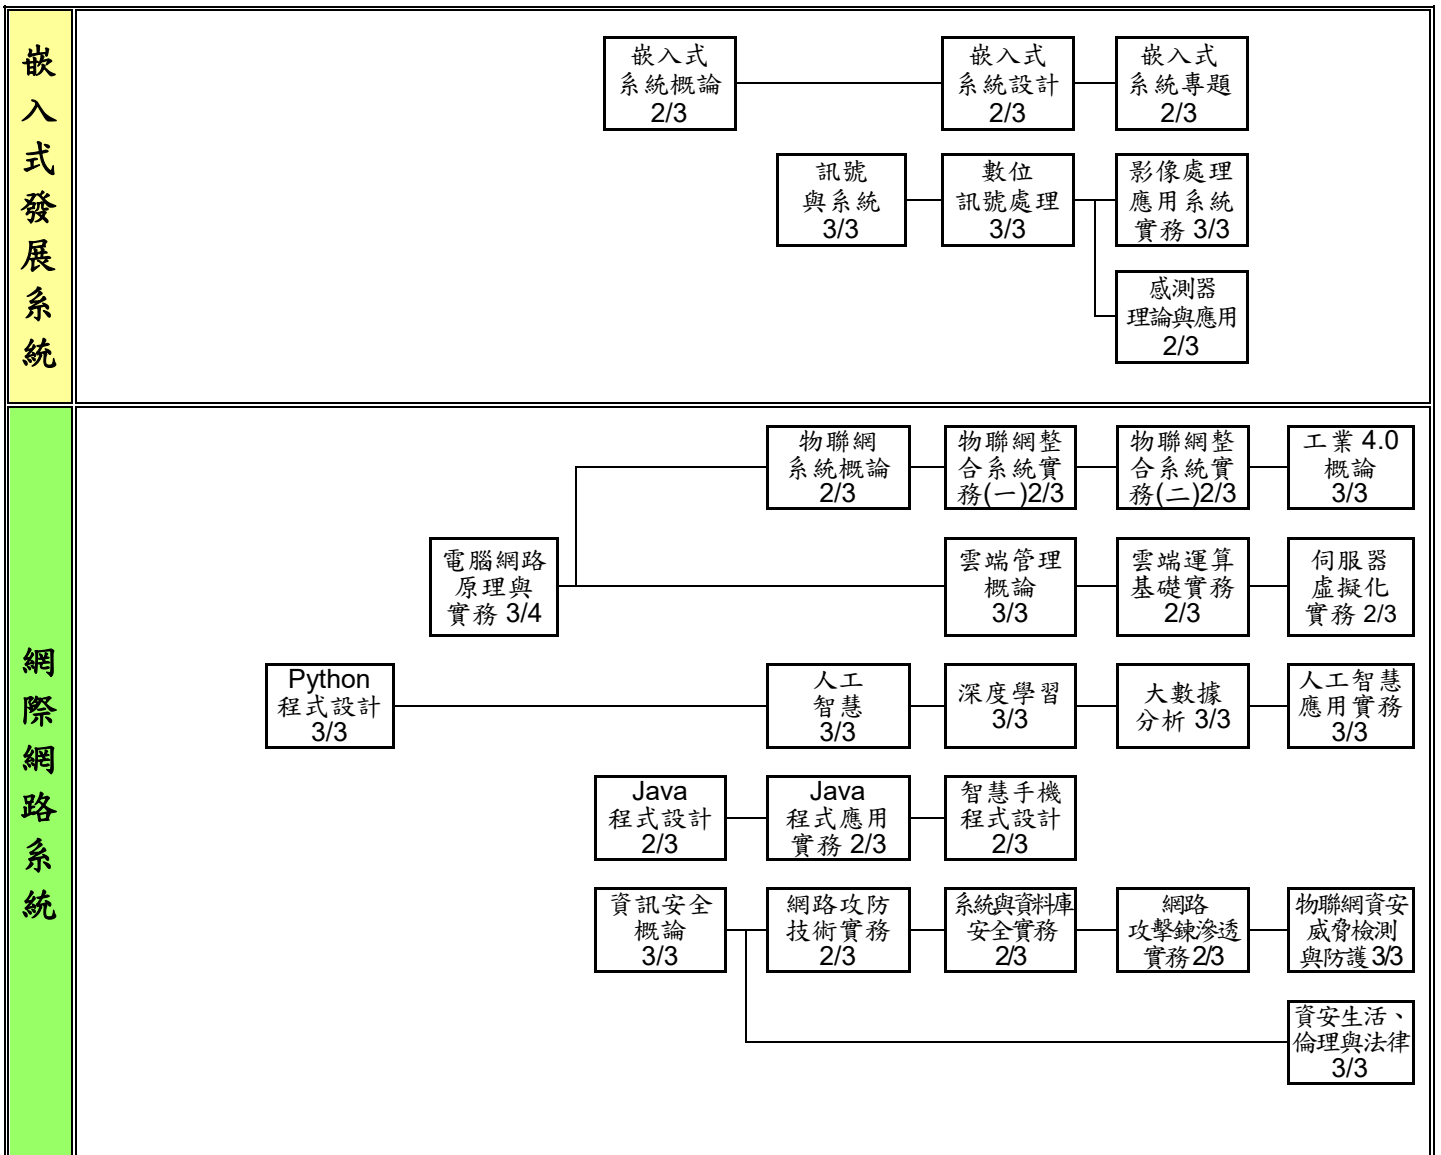 嵌入式發展系統
嵌入式
系統概論
2/3
嵌入式
系統設計
2/3
嵌入式
系統專題
2/3
訊號
與系統
3/3
數位
訊號處理
3/3
影像處理
應用系統
實務 3/3
感測器
理論與應用
2/3
網際網路系統
物聯網
系統概論
2/3
物聯網整
合系統實
務(一)2/3
物聯網整
合系統實
務(二)2/3
工業 4.0
概論
3/3
電腦網路
原理與
實務 3/4
雲端管理
概論
3/3
雲端運算
基礎實務
2/3
伺服器
虛擬化
實務 2/3
Python
程式設計
3/3
人工
智慧
3/3
深度學習
3/3
大數據
分析 3/3
人工智慧
應用實務
3/3
Java
程式設計
2/3
Java
程式應用
實務 2/3
智慧手機
程式設計
2/3
資訊安全
概論
3/3
網路攻防
技術實務
2/3
系統與資料庫
安全實務
2/3
網路
攻擊鍊滲透
實務 2/3
物聯網資安
威脅檢測
與防護 3/3
資安生活、
倫理與法律
3/3